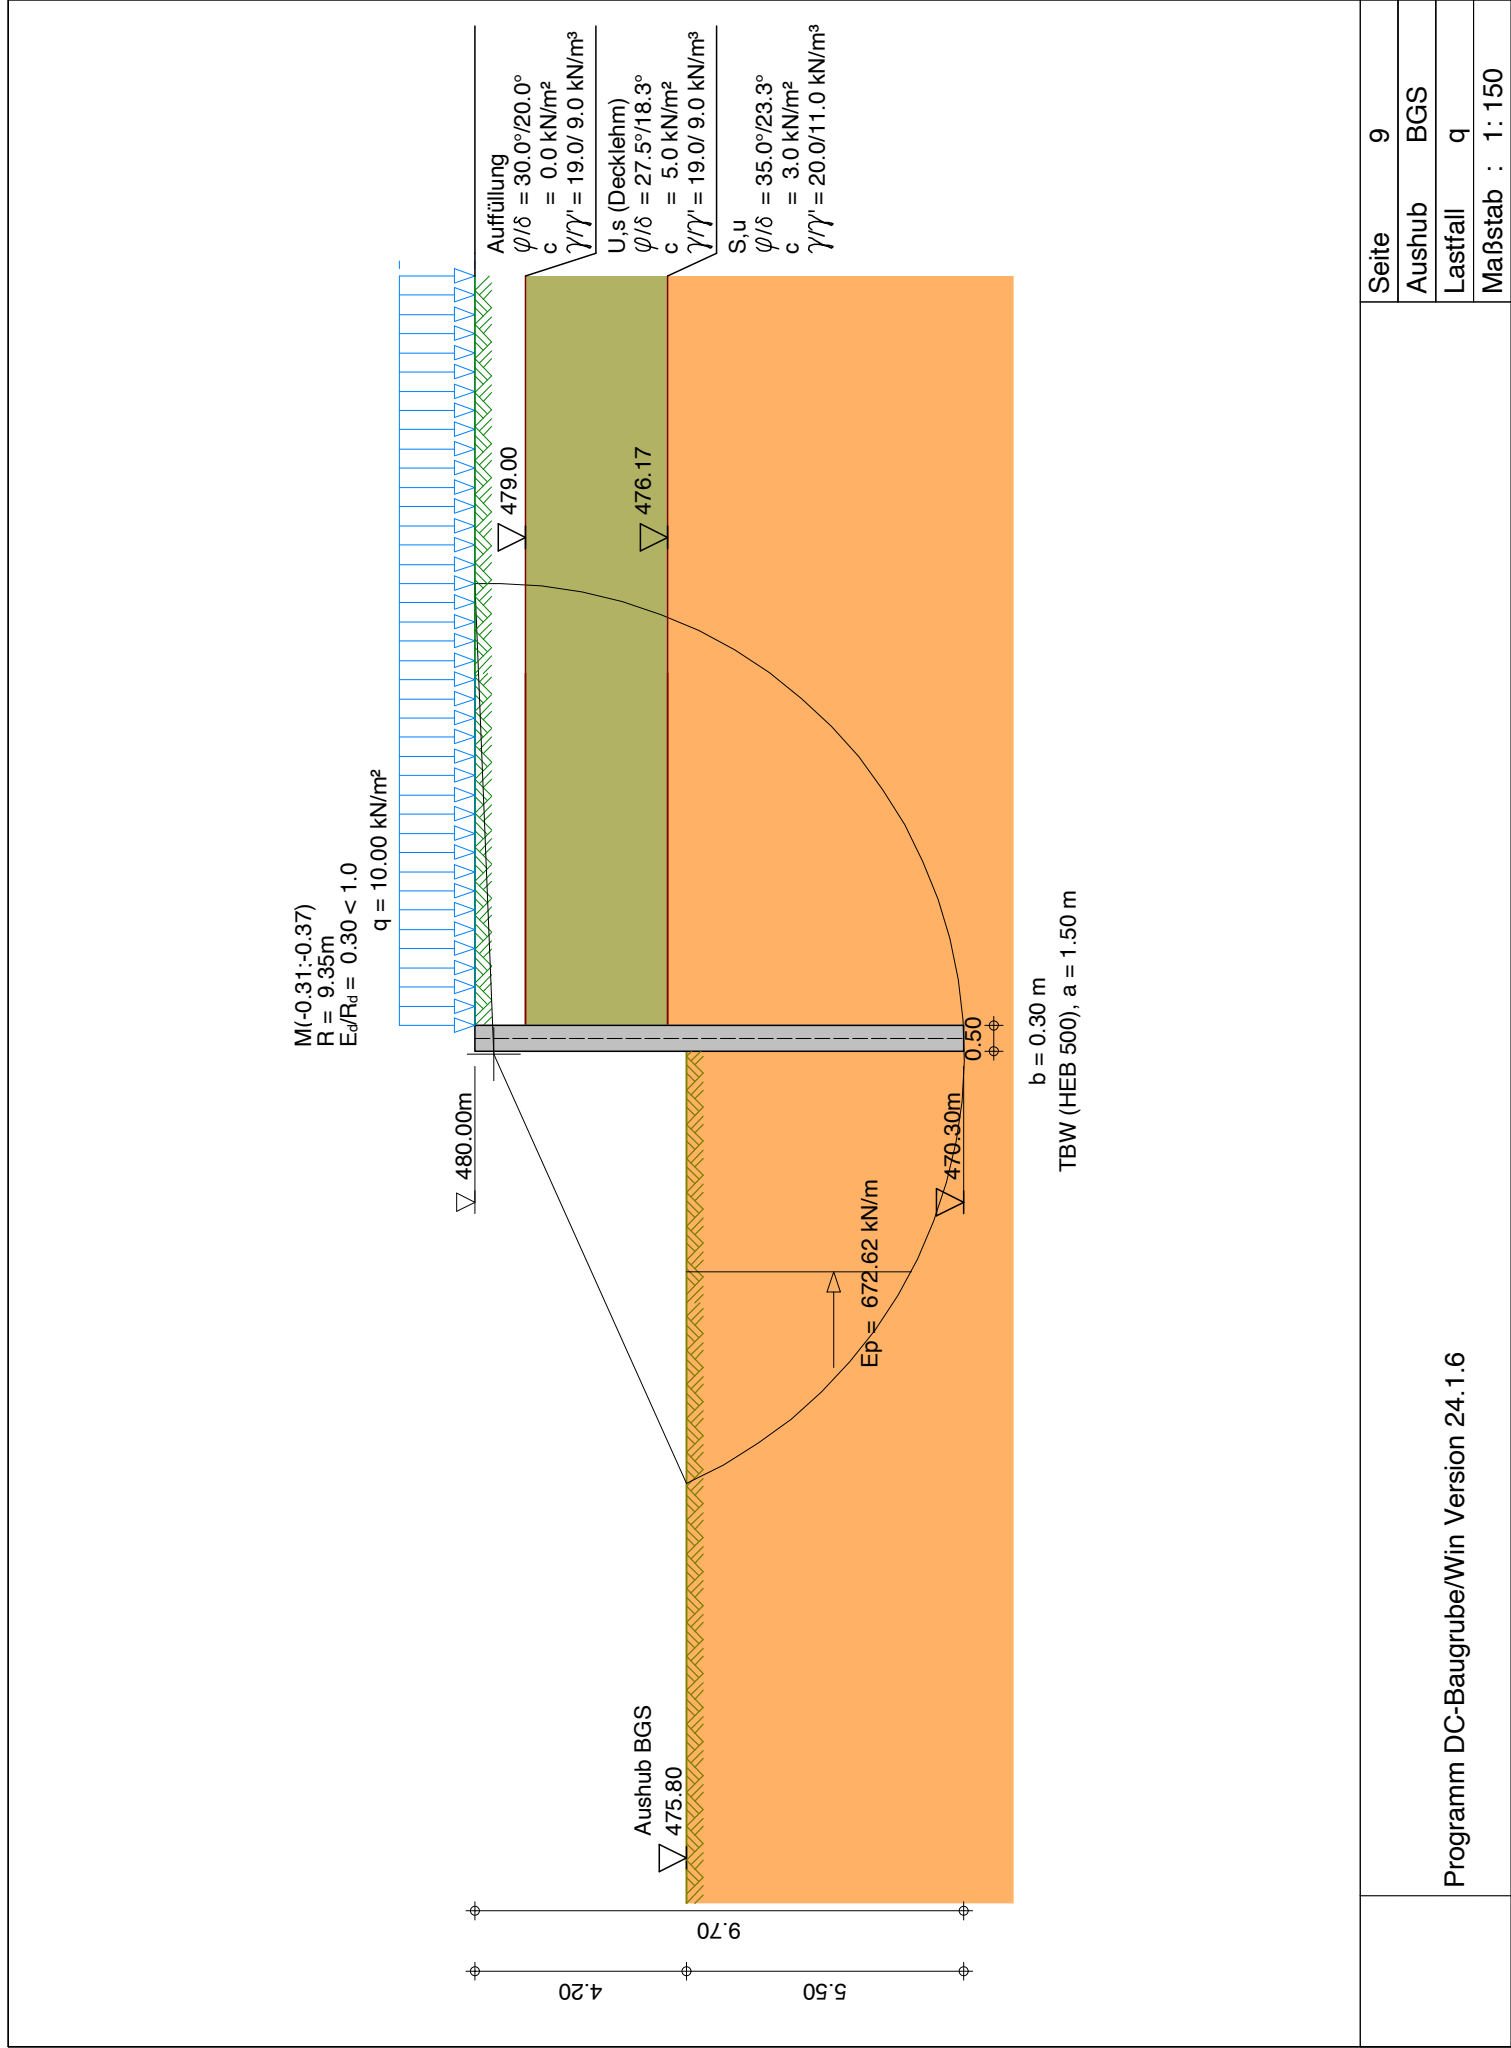 M(-0.31:-0.37)
R = 9.35m
Ed/Rd = 0.30 < 1.0
q = 10.00 kN/m²
Auffüllung
φ/δ = 30.0°/20.0°
c = 0.0 kN/m²
γ/γ' = 19.0/ 9.0 kN/m³
U,s (Decklehm)
φ/δ = 27.5°/18.3°
c = 5.0 kN/m²
γ/γ' = 19.0/ 9.0 kN/m³
S,u
φ/δ = 35.0°/23.3°
c = 3.0 kN/m²
γ/γ' = 20.0/11.0 kN/m³
479.00
476.17
480.00m
470.30m
Aushub BGS
475.80
Ep = 672.62 kN/m
0.50
b = 0.30 m
TBW (HEB 500), a = 1.50 m
9.70
4.20
5.50
Programm DC-Baugrube/Win Version 24.1.6
Seite 9
Aushub BGS
Lastfall q
Maßstab : 1: 150